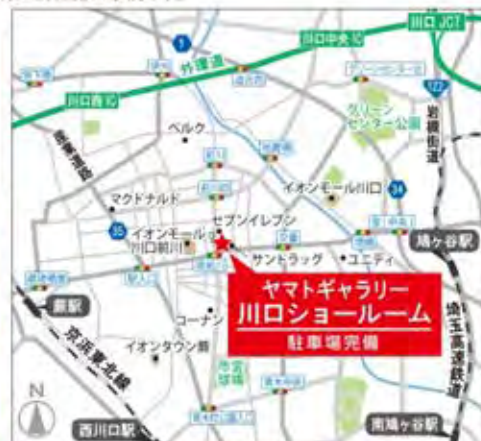 川口JCT
川口中央IC
外環道
川口西IC
122
岩槻街道
グリーン
センター公園
ベルク
産業道路
マクドナルド
35
イオンモール
川口前川
セブンイレブン
イオンモール川口
34
鳩ヶ谷駅
サンドラッグ
ユニディ
蕨駅
ヤマトギャラリー
川口ショールーム
駐車場完備
コーナン
京浜東北線
イオンタウン蕨
埼玉高速鉄道
N
西川口駅
南鳩ヶ谷駅